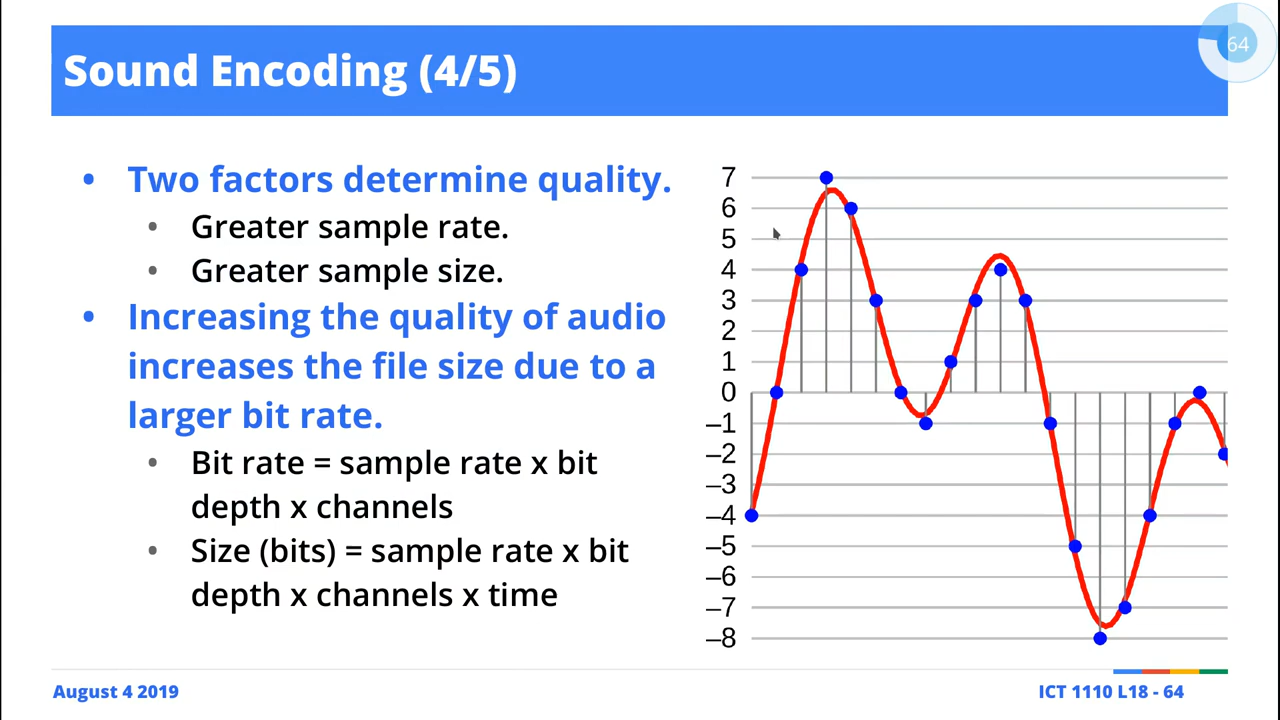 64
Sound Encoding (4/5)
• Two factors determine quality.
• Greater sample rate.
• Greater sample size.
• Increasing the quality of audio
increases the file size due to a
larger bit rate.
• Bit rate = sample rate x bit
depth x channels
• Size (bits) = sample rate x bit
depth x channels x time
7
6
5
4
3
2
1
0
–1
–2
–3
–4
–5
–6
–7
–8
August 4 2019
ICT 1110 L18 - 64